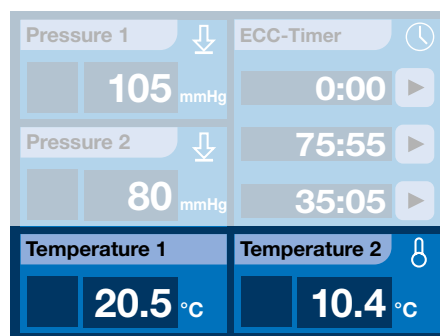 Pressure 1
ECC-Timer
105 mmHg
0:00
Pressure 2
75:55
80 mmHg
35:05
Temperature 1
Temperature 2
20.5 °C
10.4 °C